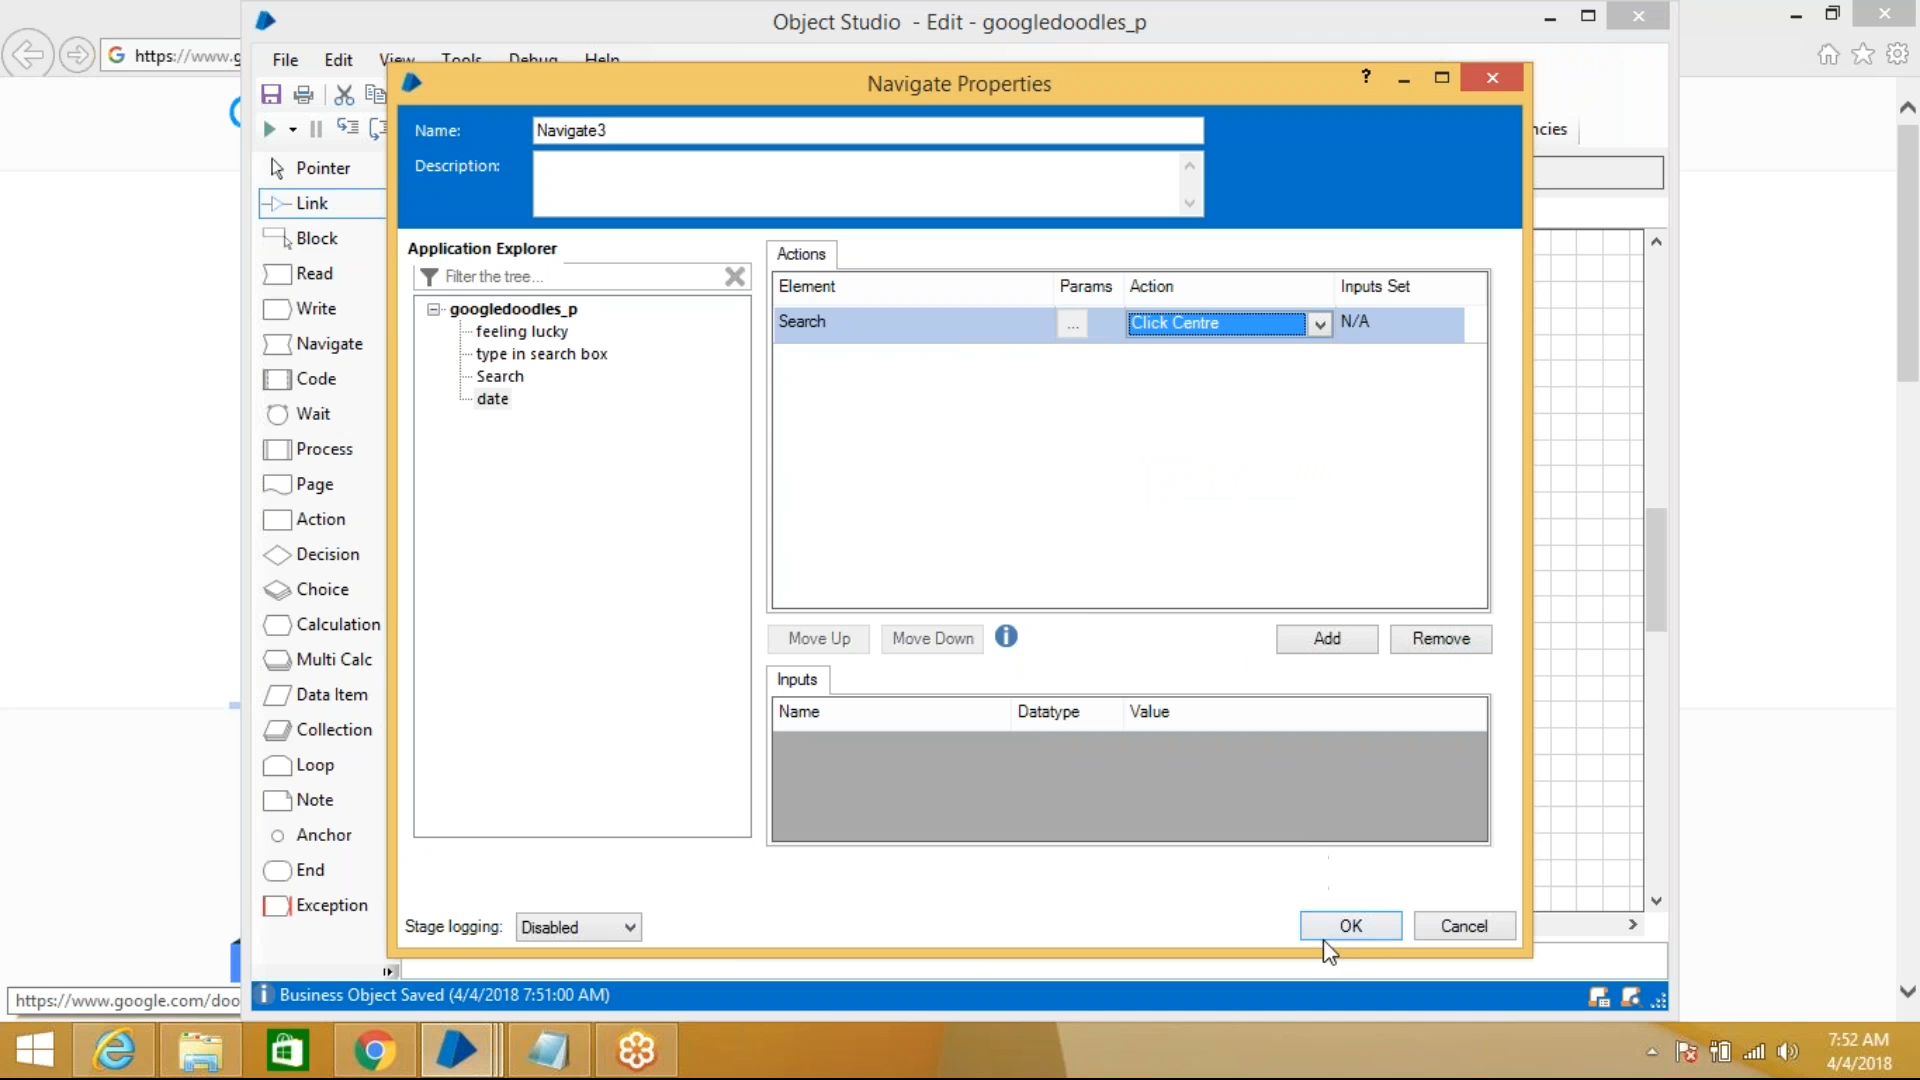 Object Studio - Edit - googledoodles_p
https://www.g
File Edit View Tools Debug Help
Navigate Properties
?
Name: Navigate3
Description:
ncies
Pointer
Link
Block
Read
Write
Navigate
Code
Wait
Process
Page
Action
Decision
Choice
Calculation
Multi Calc
Data Item
Collection
Loop
Note
Anchor
End
Exception
Application Explorer
Filter the tree...
googledoodles_p
feeling lucky
type in search box
Search
date
Actions
Element Params Action Inputs Set
Search ... Click Centre N/A
Move Up Move Down i Add Remove
Inputs
Name Datatype Value
Stage logging: Disabled OK Cancel
Business Object Saved (4/4/2018 7:51:00 AM)
https://www.google.com/doo
7:52 AM
4/4/2018